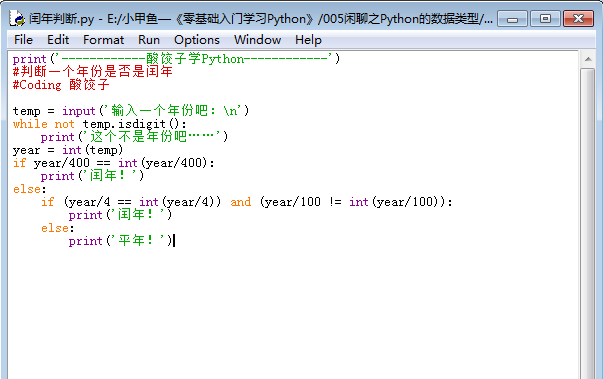 闰年判断.py - E:/小甲鱼—《零基础入门学习Python》/005闲聊之Python的数据类型/...
File Edit Format Run Options Window Help
print('------------酸饺子学Python------------')
#判断一个年份是否是闰年
#Coding 酸饺子
temp = input('输入一个年份吧：\n')
while not temp.isdigit():
    print('这个不是年份吧……')
year = int(temp)
if year/400 == int(year/400):
    print('闰年！')
else:
    if (year/4 == int(year/4)) and (year/100 != int(year/100)):
        print('闰年！')
    else:
        print('平年！')